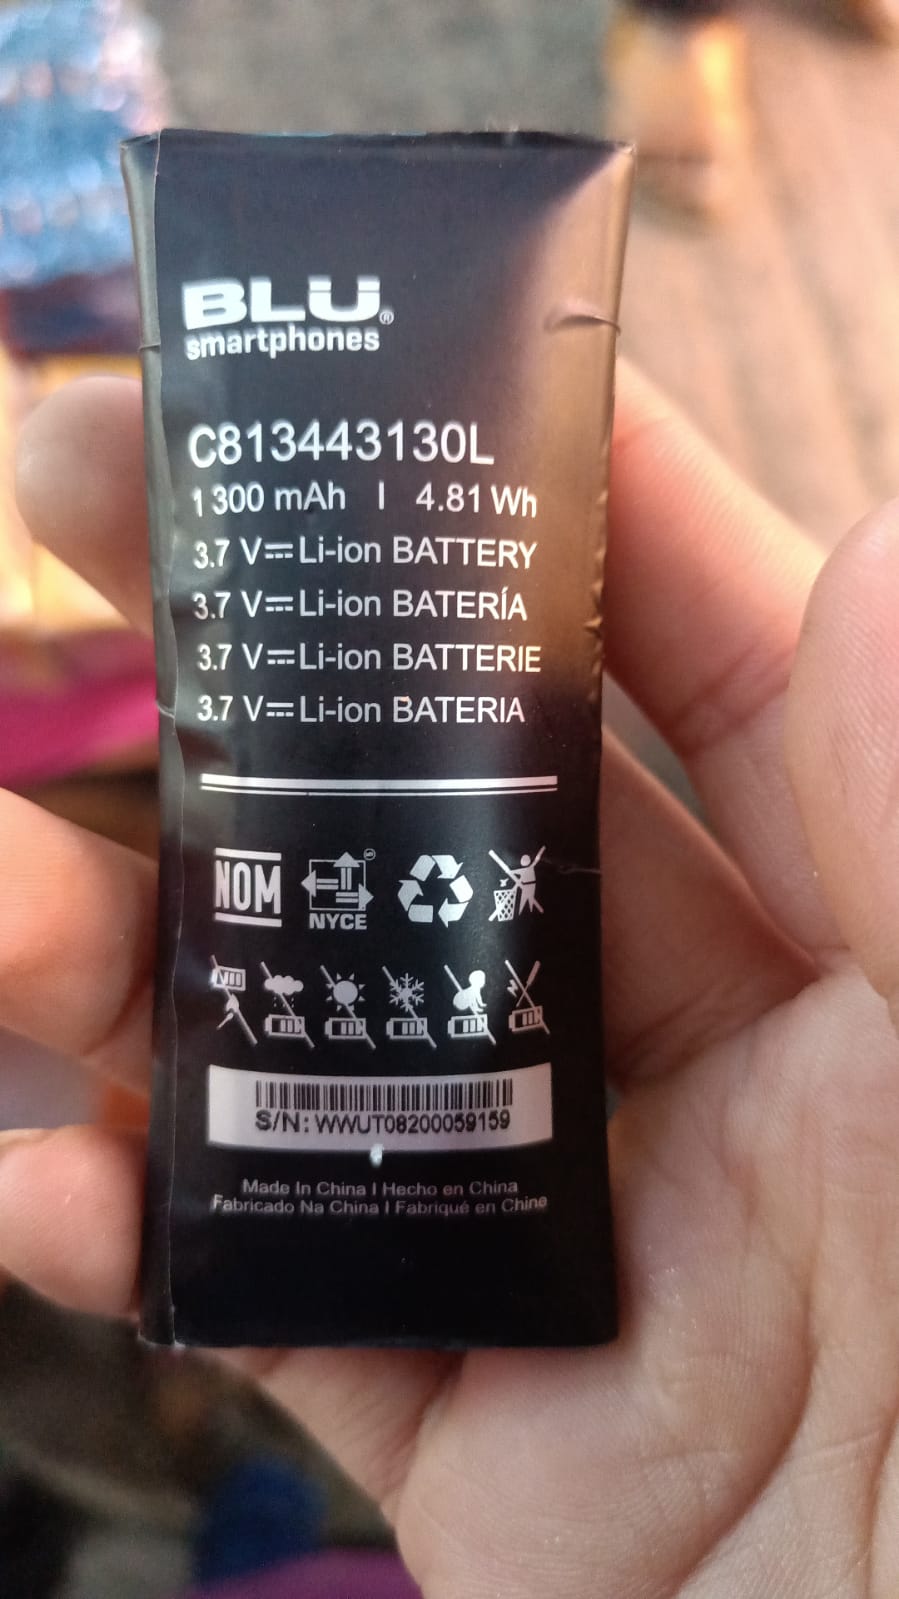 BLU®
smartphones
C813443130L
1300 mAh | 4.81 Wh
3.7 V⎓Li-ion BATTERY
3.7 V⎓Li-ion BATERÍA
3.7 V⎓Li-ion BATTERIE
3.7 V⎓Li-ion BATERIA
NOM
NYCE
S/N: WWUT08200059159
Made In China | Hecho en China
Fabricado Na China | Fabriqué en Chine